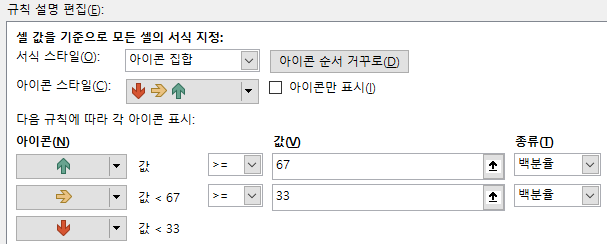 규칙 설명 편집(E):
셀 값을 기준으로 모든 셀의 서식 지정:
서식 스타일(O): 아이콘 집합 아이콘 순서 거꾸로(D)
아이콘 스타일(C): 아이콘만 표시(I)
다음 규칙에 따라 각 아이콘 표시:
아이콘(N) 값(V) 종류(T)
값 >= 67 백분율
값 < 67 >= 33 백분율
값 < 33